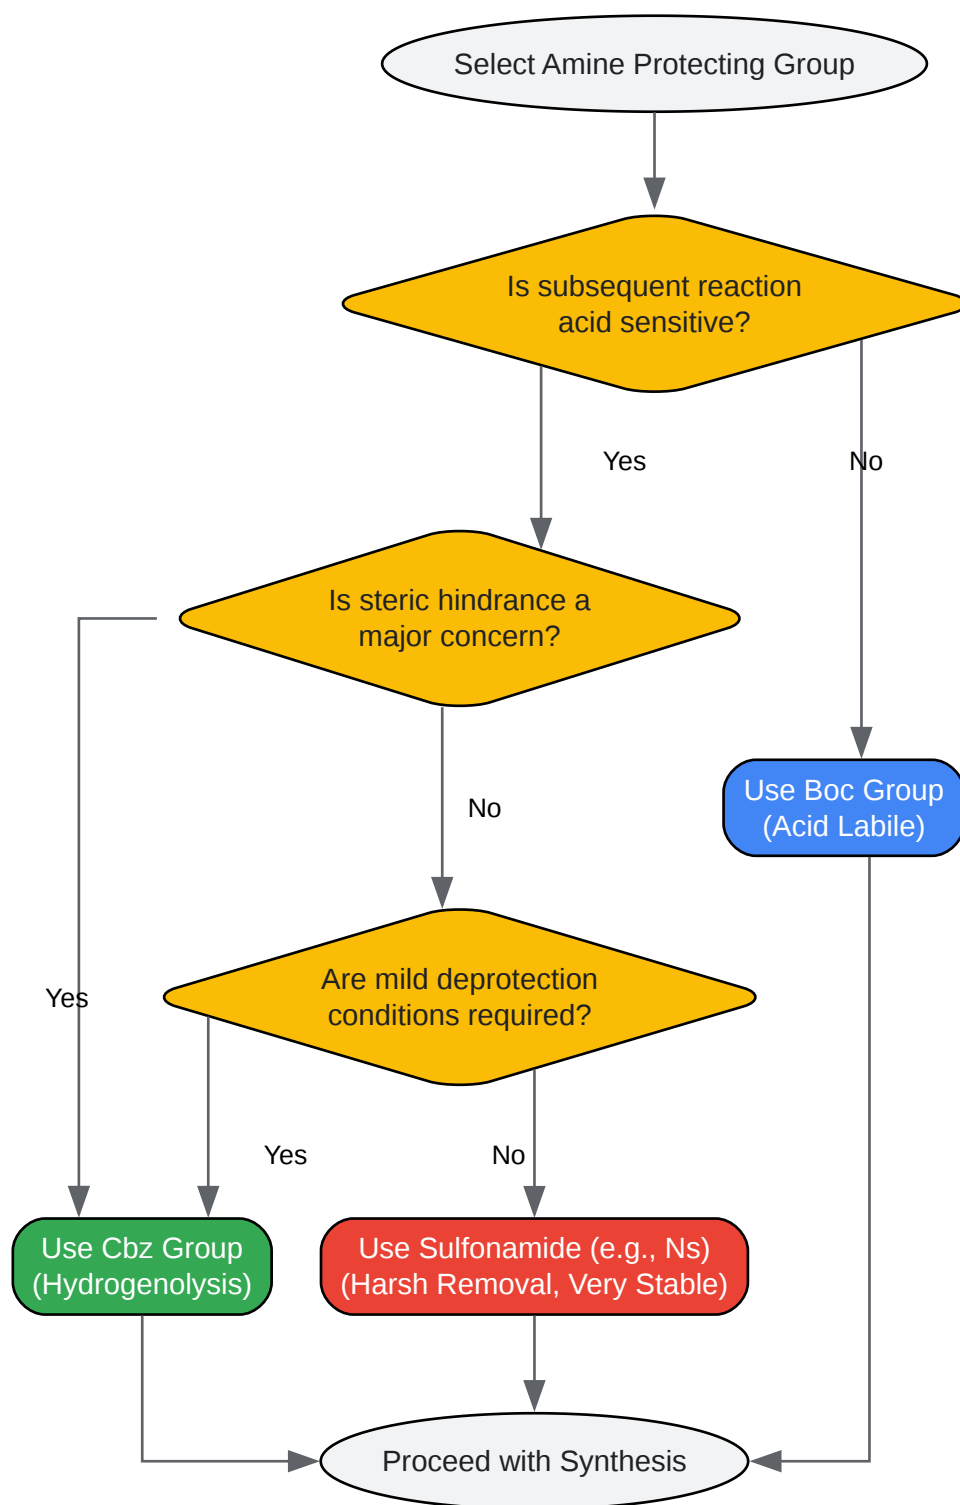 Select Amine Protecting Group
Is subsequent reaction
acid sensitive?
Yes
No
Is steric hindrance a
major concern?
No
Use Boc Group
(Acid Labile)
Yes
Are mild deprotection
conditions required?
Yes
No
Use Cbz Group
(Hydrogenolysis)
Use Sulfonamide (e.g., Ns)
(Harsh Removal, Very Stable)
Proceed with Synthesis